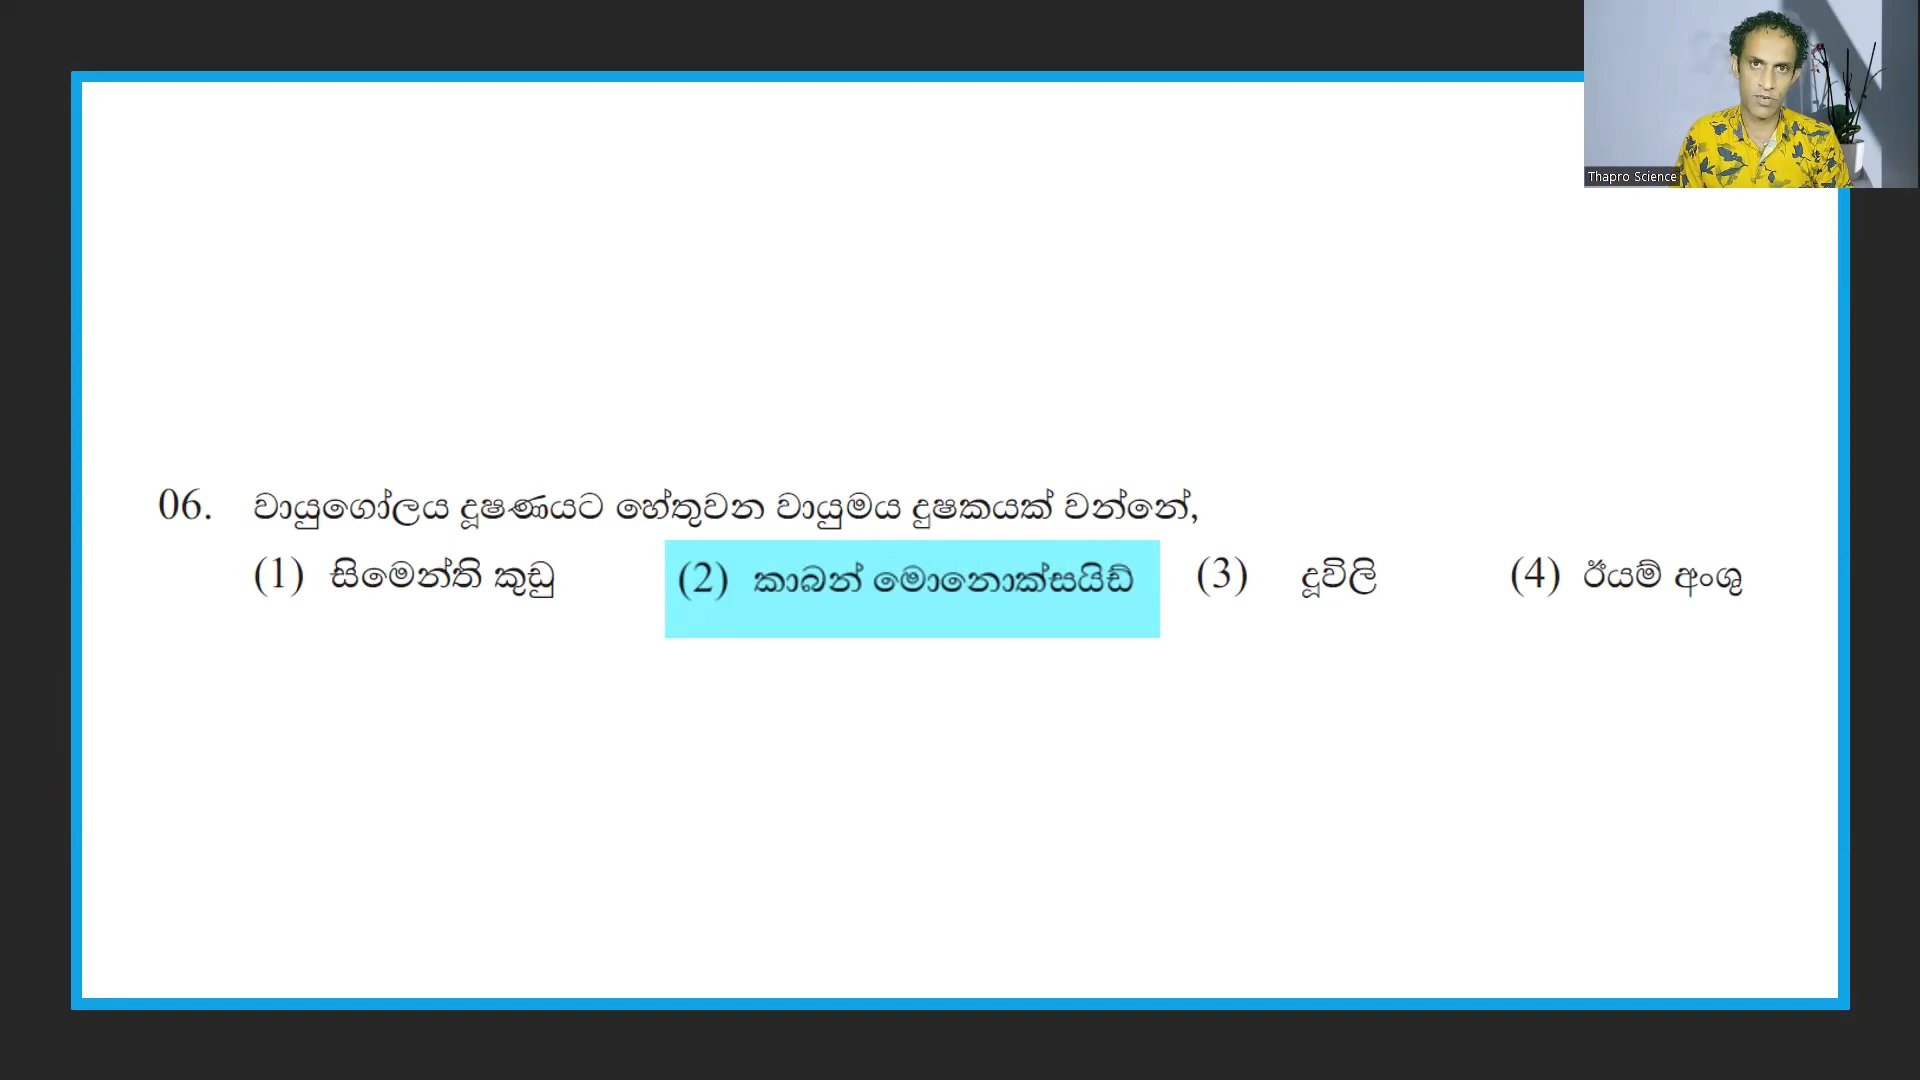 Thapro Science
06. වායුගෝලය දූෂණයට හේතුවන වායුමය දුෂකයක් වන්නේ,
(1) සිමෙන්ති කුඩු (2) කාබන් මොනොක්සයිඩ් (3) දූවිලි (4) ඊයම් අංශු